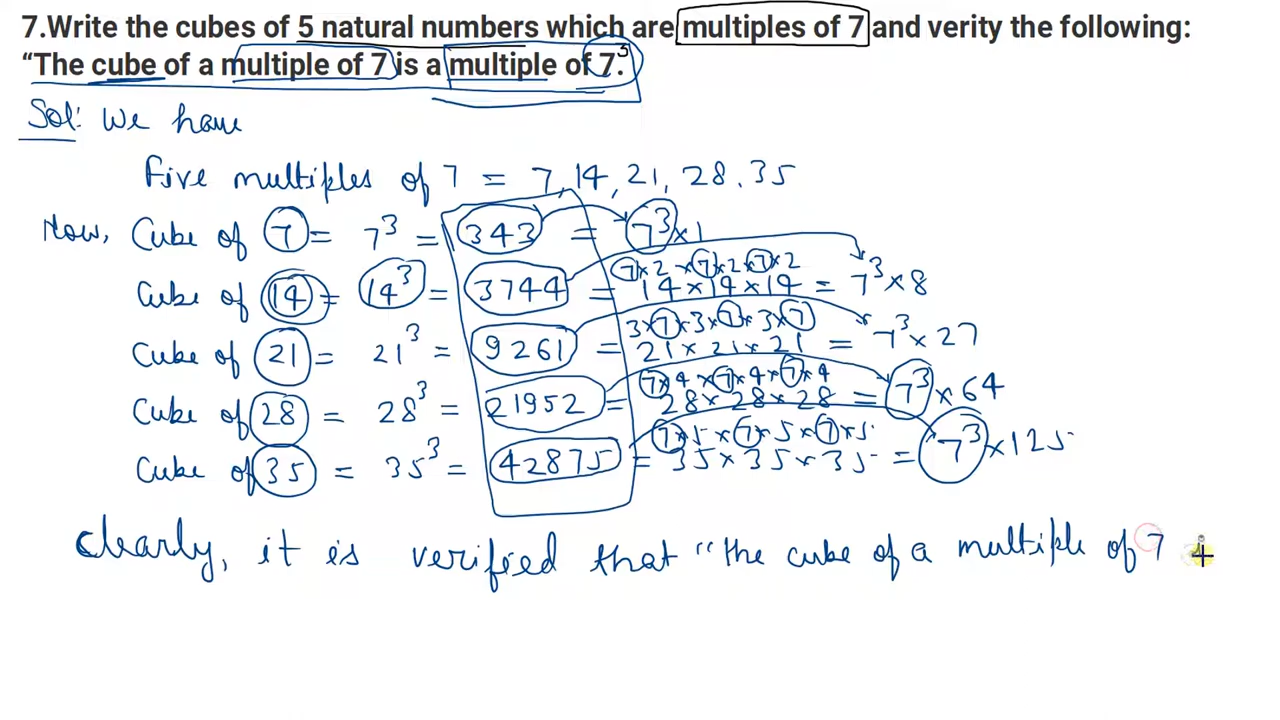 7.Write the cubes of 5 natural numbers which are multiples of 7 and verity the following:
“The cube of a multiple of 7 is a multiple of 7³.
Sol: We have
Five multiples of 7 = 7, 14, 21, 28. 35
Now, Cube of 7 = 7³ = 343 = 7³ × 1
7×2 × 7×2 × 7×2
Cube of 14 = 14³ = 3744 = 14 × 14 × 14 = 7³ × 8
3×7×3×7×3×7
Cube of 21 = 21³ = 9261 = 21 × 21 × 21 = 7³ × 27
7×4 × 7×4 × 7×4
Cube of 28 = 28³ = 21952 = 28 × 28 × 28 = 7³ × 64
7×5 × 7×5 × 7×5
Cube of 35 = 35³ = 42875 = 35 × 35 × 35 = 7³ × 125
Clearly, it is verified that “the cube of a multiple of 7